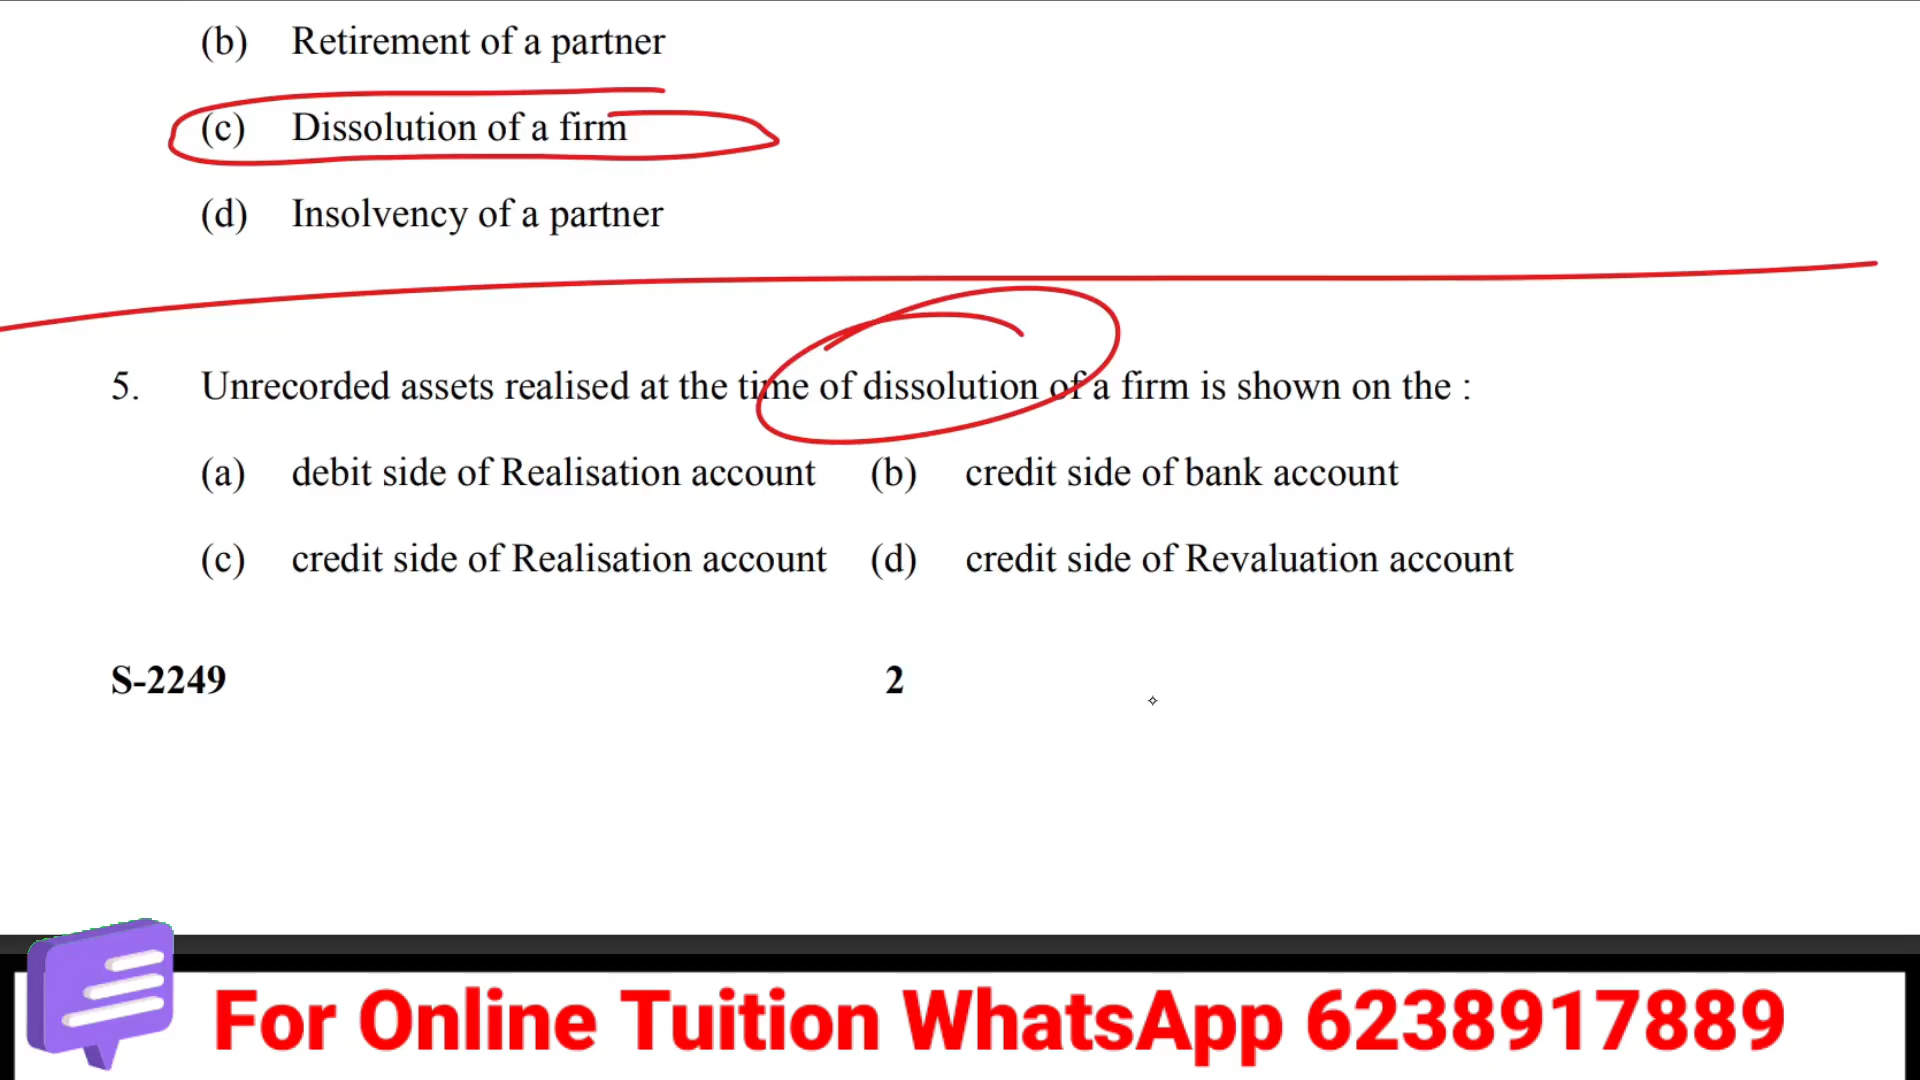 (b) Retirement of a partner
(c) Dissolution of a firm
(d) Insolvency of a partner
5. Unrecorded assets realised at the time of dissolution of a firm is shown on the :
(a) debit side of Realisation account (b) credit side of bank account
(c) credit side of Realisation account (d) credit side of Revaluation account
S-2249 2
For Online Tuition WhatsApp 6238917889